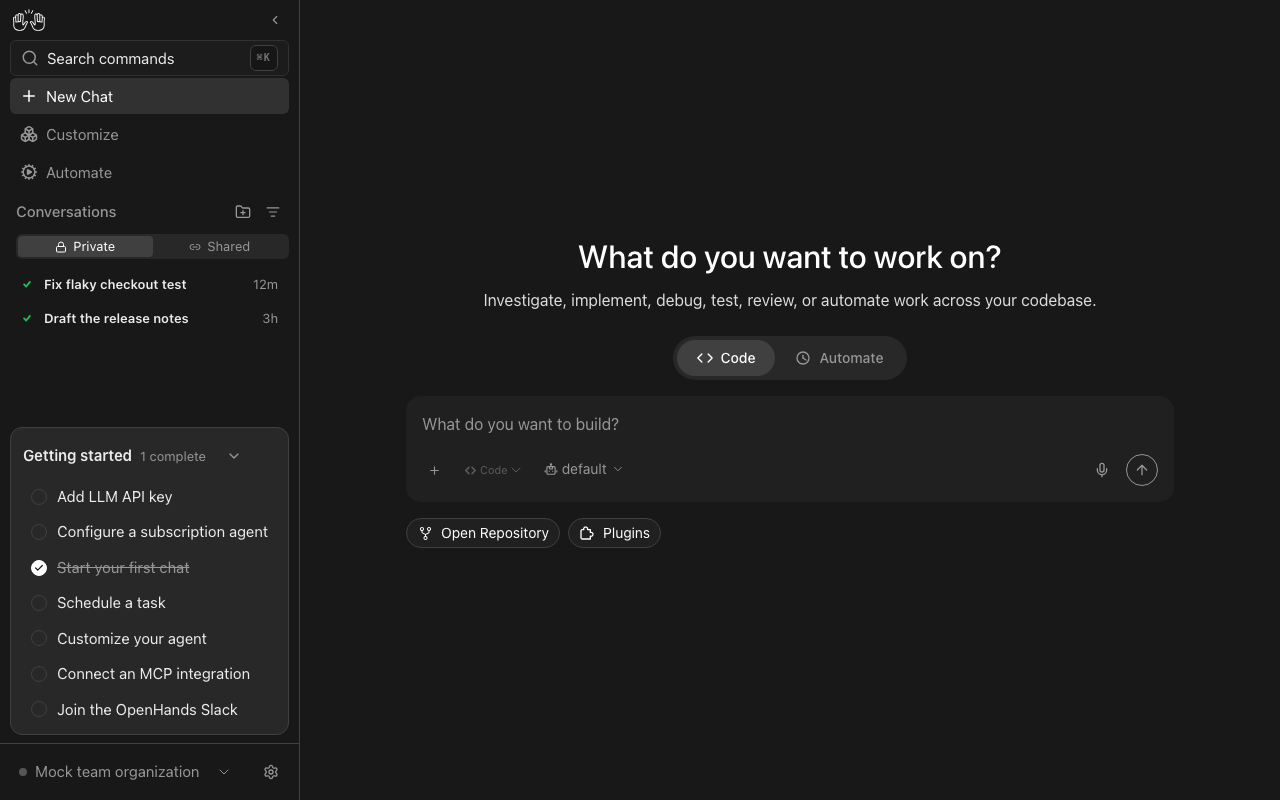 Search commands ⌘K
New Chat
Customize
Automate
Conversations
Private Shared
Fix flaky checkout test 12m
Draft the release notes 3h
Getting started 1 complete
Add LLM API key
Configure a subscription agent
Start your first chat
Schedule a task
Customize your agent
Connect an MCP integration
Join the OpenHands Slack
Mock team organization
What do you want to work on?
Investigate, implement, debug, test, review, or automate work across your codebase.
Code Automate
What do you want to build?
Code default
Open Repository Plugins